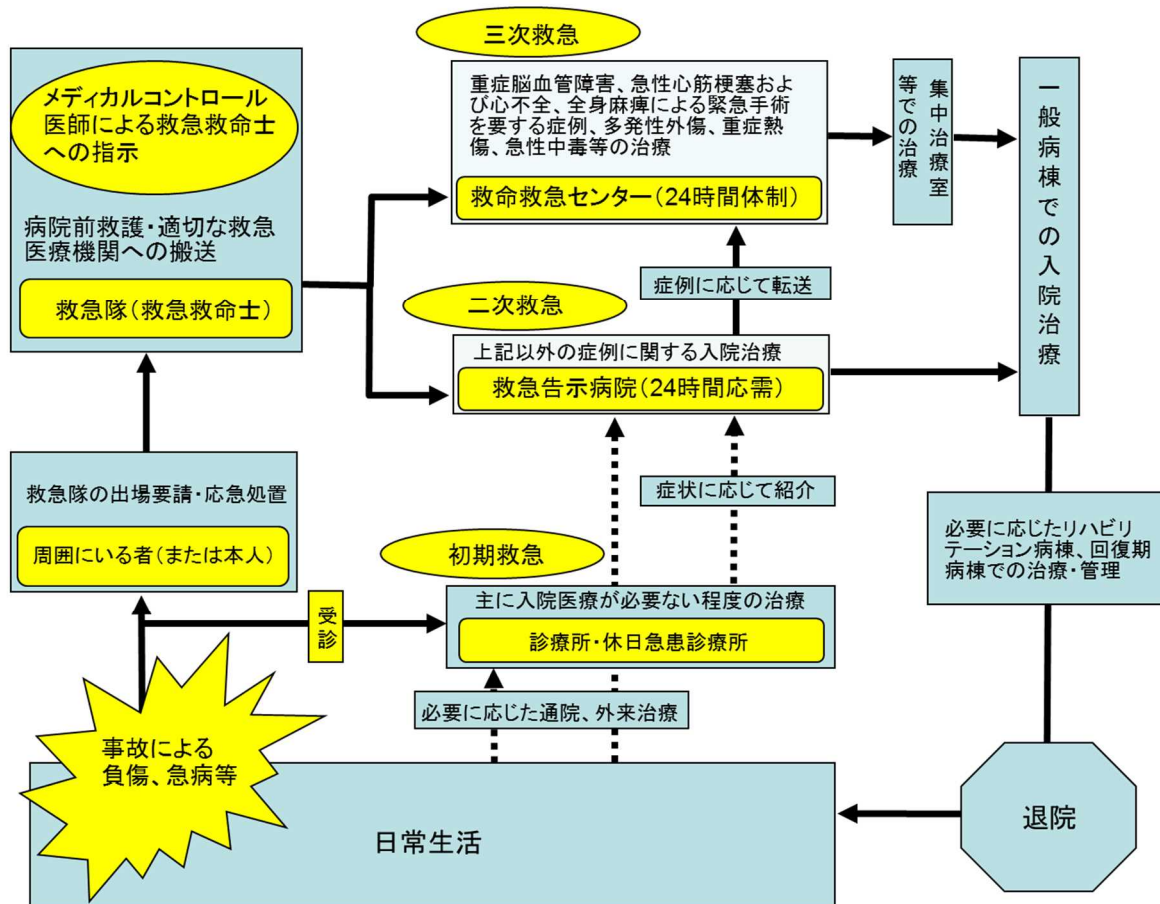 三次救急
メディカルコントロール
医師による救急救命士
への指示
病院前救護・適切な救急
医療機関への搬送
救急隊（救急救命士）
重症脳血管障害、急性心筋梗塞およ
び心不全、全身麻痺による緊急手術
を要する症例、多発性外傷、重症熱
傷、急性中毒等の治療
救命救急センター（24時間体制）
集中治療室
等での治療
一般病棟での入院治療
症例に応じて転送
二次救急
上記以外の症例に関する入院治療
救急告示病院（24時間応需）
救急隊の出場要請・応急処置
周囲にいる者（または本人）
症状に応じて紹介
必要に応じたリハビリ
テーション病棟、回復期
病棟での治療・管理
初期救急
受診
主に入院医療が必要ない程度の治療
診療所・休日急患診療所
必要に応じた通院、外来治療
事故による
負傷、急病等
日常生活
退院